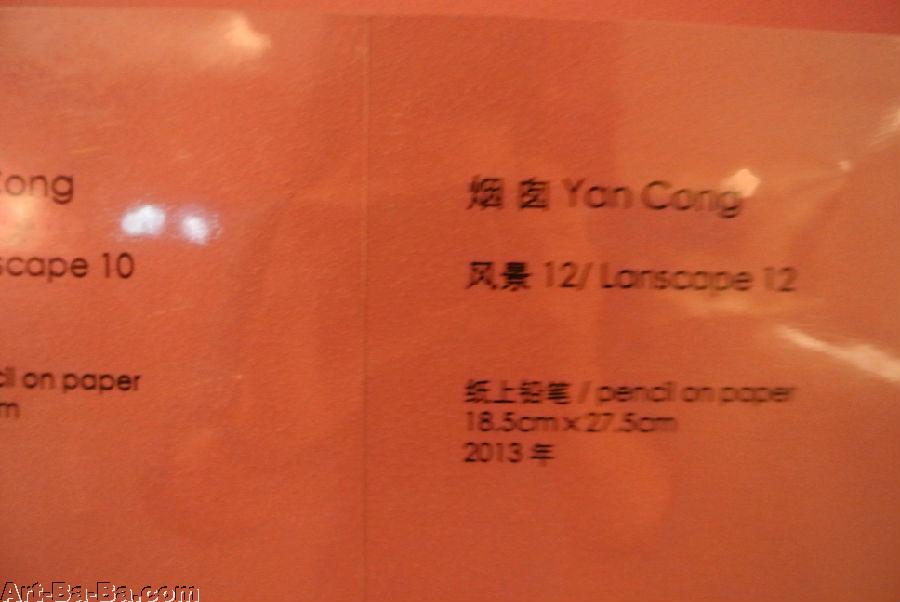 Cong
scape 10
cil on paper
m
烟 囱 Yan Cong
风景 12/ Lanscape 12
纸上铅笔 / pencil on paper
18.5cm x 27.5cm
2013 年
Art-Ba-Ba.com